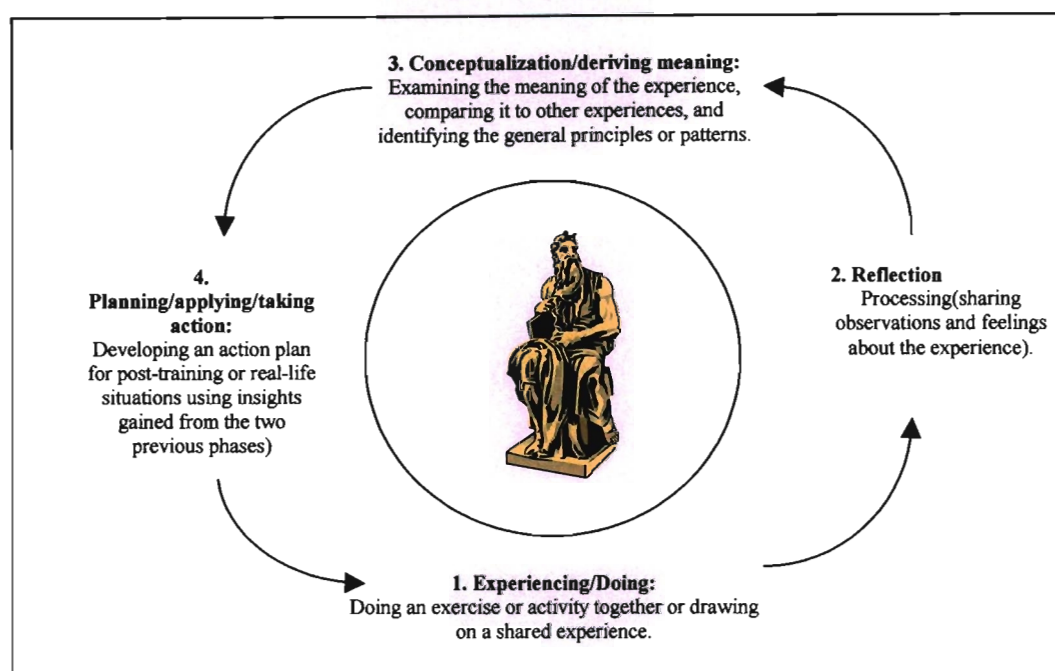 3. Conceptualization/deriving meaning:
Examining the meaning of the experience,
comparing it to other experiences, and
identifying the general principles or patterns.
4.
Planning/applying/taking
action:
Developing an action plan
for post-training or real-life
situations using insights
gained from the two
previous phases)
2. Reflection
Processing(sharing
observations and feelings
about the experience).
1. Experiencing/Doing:
Doing an exercise or activity together or drawing
on a shared experience.